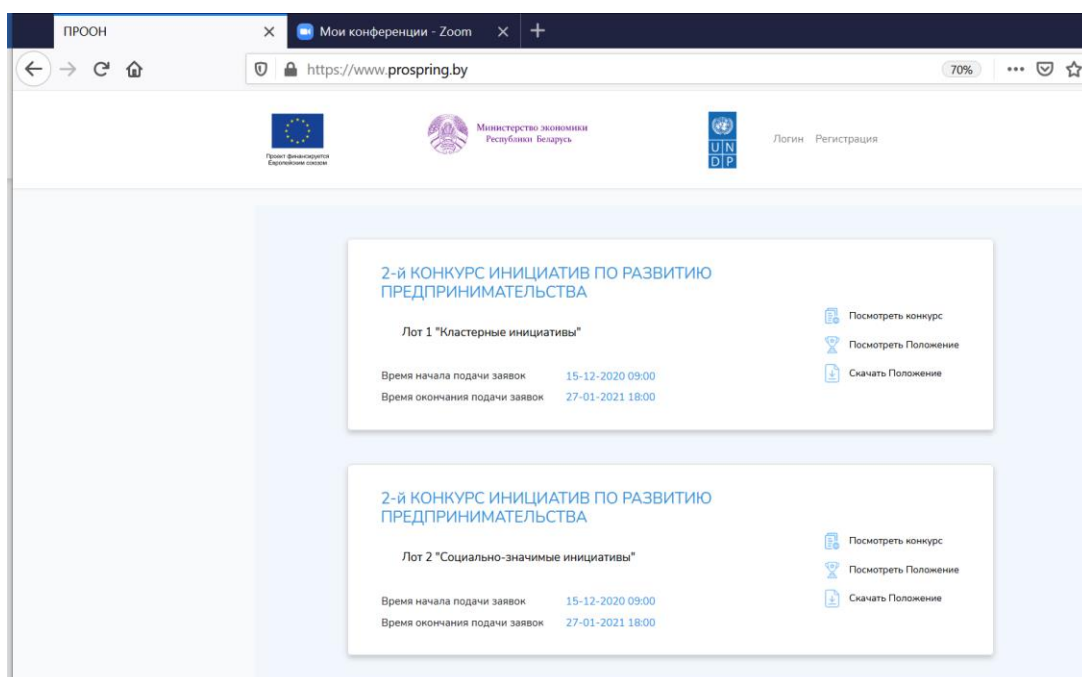 ПРООН
Мои конференции - Zoom
https://www.prospring.by
70%
Проект финансируется
Европейским союзом
Министерство экономики
Республики Беларусь
U N
D P
Логин Регистрация
2-й КОНКУРС ИНИЦИАТИВ ПО РАЗВИТИЮ
ПРЕДПРИНИМАТЕЛЬСТВА
Лот 1 "Кластерные инициативы"
Время начала подачи заявок 15-12-2020 09:00
Время окончания подачи заявок 27-01-2021 18:00
Посмотреть конкурс
Посмотреть Положение
Скачать Положение
2-й КОНКУРС ИНИЦИАТИВ ПО РАЗВИТИЮ
ПРЕДПРИНИМАТЕЛЬСТВА
Лот 2 "Социально-значимые инициативы"
Время начала подачи заявок 15-12-2020 09:00
Время окончания подачи заявок 27-01-2021 18:00
Посмотреть конкурс
Посмотреть Положение
Скачать Положение